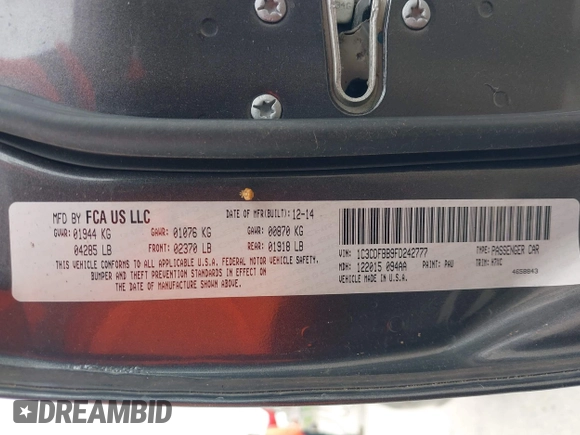 MFD BY FCA US LLC DATE OF MFR(BUILT): 12-14
GVWR: 01944 KG GAWR: 01076 KG GAWR: 00870 KG
04285 LB FRONT: 02370 LB REAR: 01918 LB
THIS VEHICLE CONFORMS TO ALL APPLICABLE U.S.A. FEDERAL MOTOR VEHICLE SAFETY,
BUMPER AND THEFT PREVENTION STANDARDS IN EFFECT ON
THE DATE OF MANUFACTURE SHOWN ABOVE.
VIN: 1C3CDFBB9FD242777 TYPE: PASSENGER CAR
MDH: 122015 094AA PAINT: PAU TRIM: H7XC
VEHICLE MADE IN U.S.A. 4658843
DREAMBID